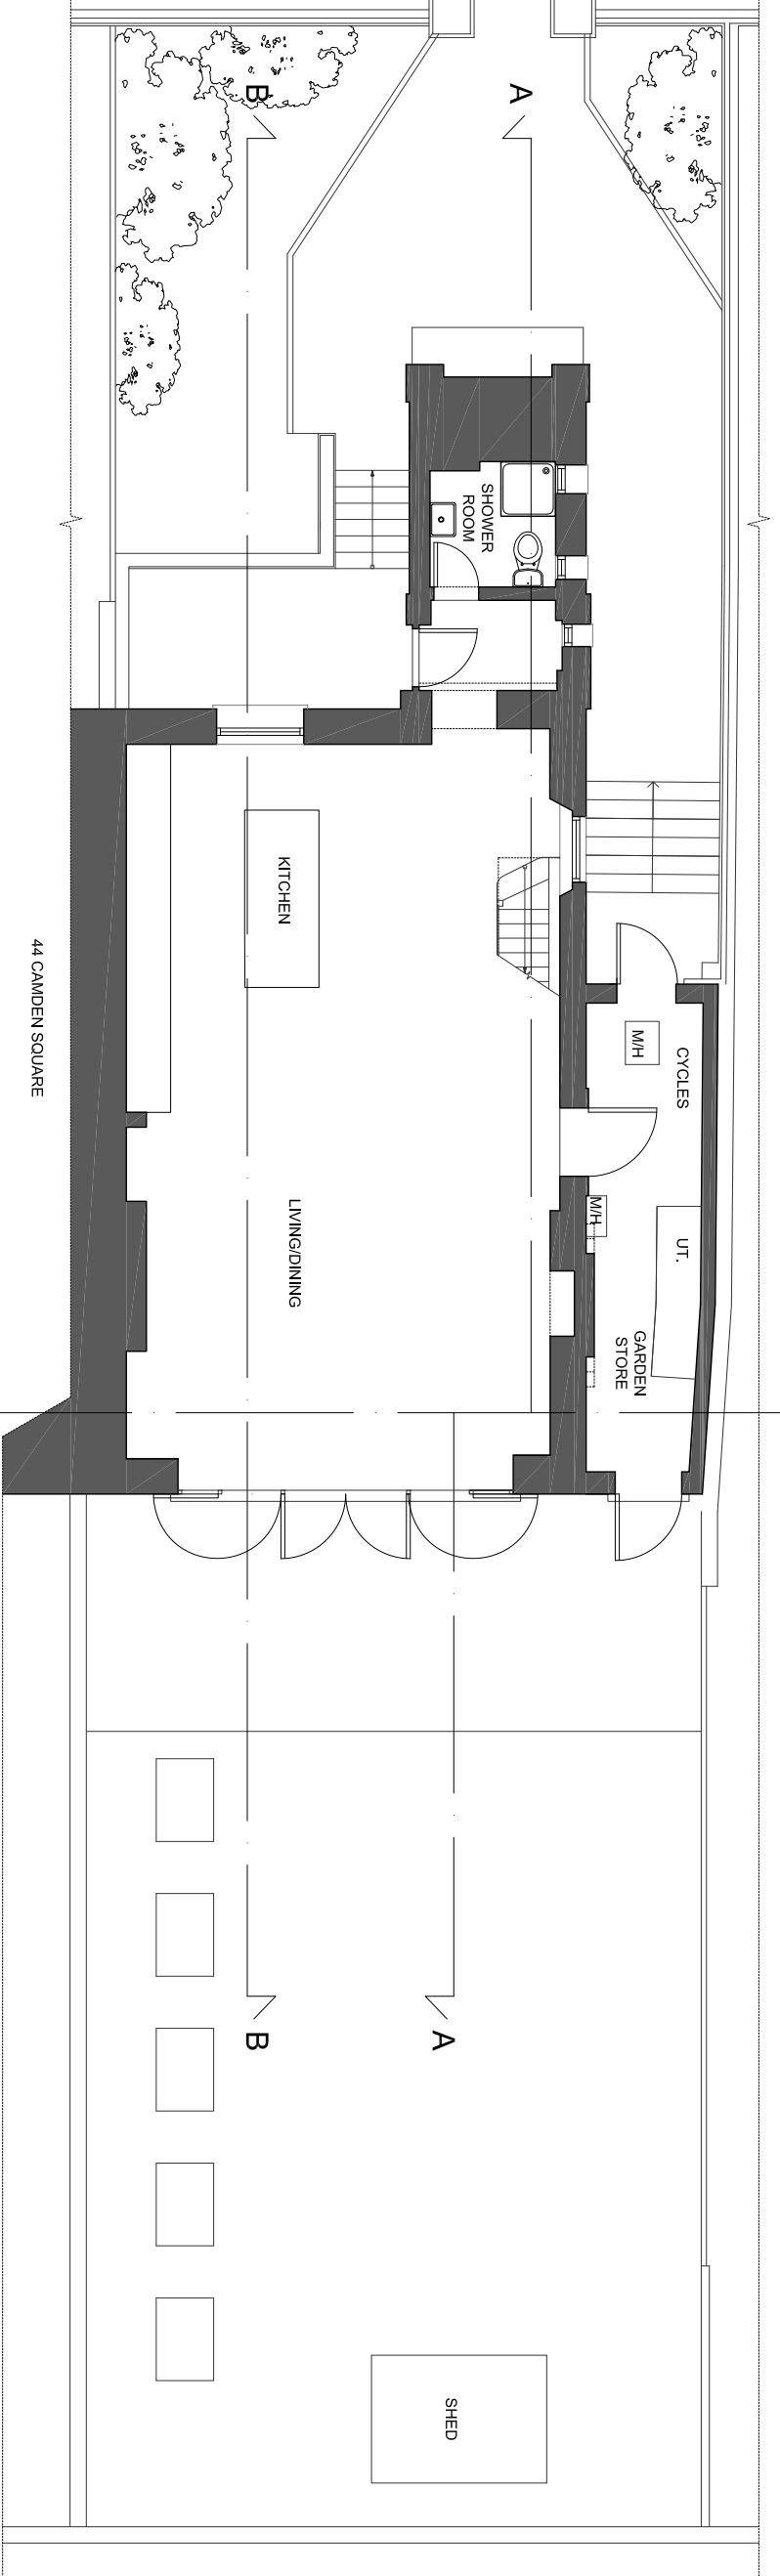 B
A
SHOWER
ROOM
KITCHEN
44 CAMDEN SQUARE
M/H
CYCLES
LIVING/DINING
M/H
UT.
GARDEN
STORE
B
A
SHED